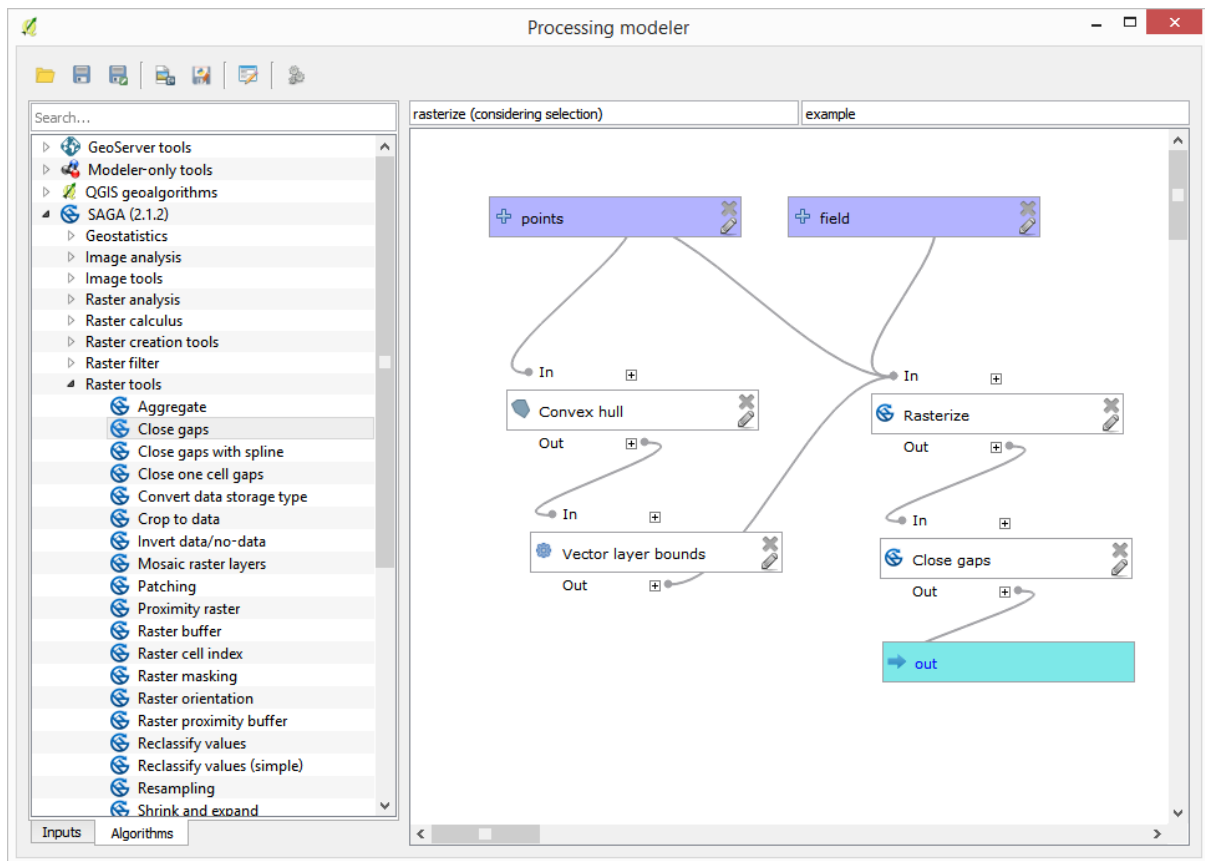 Processing modeler
Search...
rasterize (considering selection)
example
GeoServer tools
Modeler-only tools
QGIS geoalgorithms
SAGA (2.1.2)
Geostatistics
Image analysis
Image tools
Raster analysis
Raster calculus
Raster creation tools
Raster filter
Raster tools
Aggregate
Close gaps
Close gaps with spline
Close one cell gaps
Convert data storage type
Crop to data
Invert data/no-data
Mosaic raster layers
Patching
Proximity raster
Raster buffer
Raster cell index
Raster masking
Raster orientation
Raster proximity buffer
Reclassify values
Reclassify values (simple)
Resampling
Shrink and expand
Inputs
Algorithms
points
field
In
Convex hull
Out
In
Rasterize
Out
In
Vector layer bounds
Out
In
Close gaps
Out
out